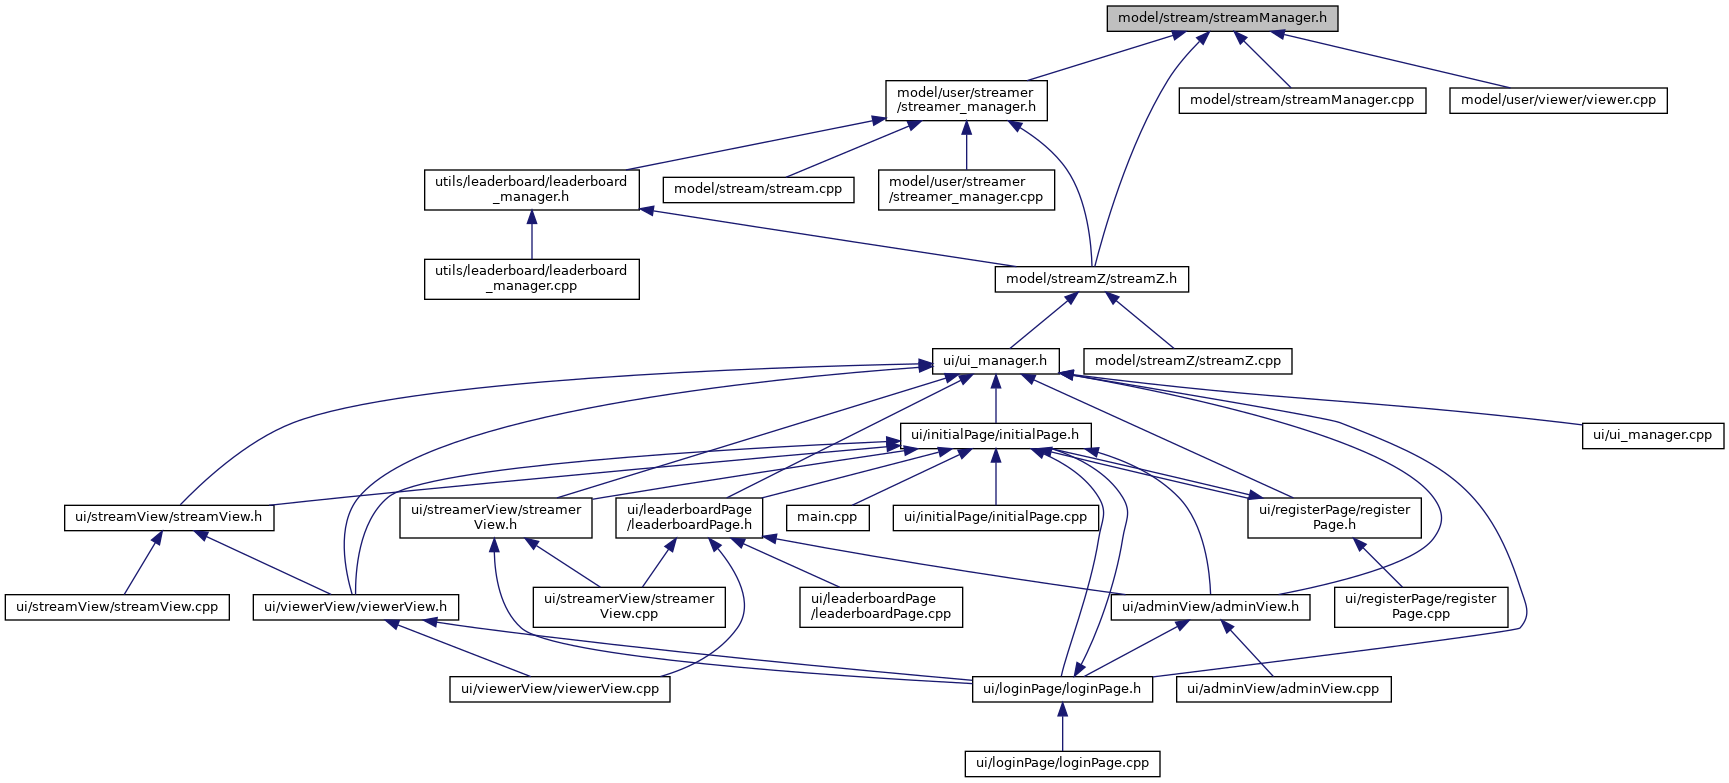 model/stream/streamManager.h
model/user/streamer
/streamer_manager.h
model/stream/streamManager.cpp
model/user/viewer/viewer.cpp
utils/leaderboard/leaderboard
_manager.h
model/stream/stream.cpp
model/user/streamer
/streamer_manager.cpp
utils/leaderboard/leaderboard
_manager.cpp
model/streamZ/streamZ.h
ui/ui_manager.h
model/streamZ/streamZ.cpp
ui/initialPage/initialPage.h
ui/ui_manager.cpp
ui/streamView/streamView.h
ui/streamerView/streamer
View.h
ui/leaderboardPage
/leaderboardPage.h
main.cpp
ui/initialPage/initialPage.cpp
ui/registerPage/register
Page.h
ui/streamView/streamView.cpp
ui/viewerView/viewerView.h
ui/streamerView/streamer
View.cpp
ui/leaderboardPage
/leaderboardPage.cpp
ui/adminView/adminView.h
ui/registerPage/register
Page.cpp
ui/viewerView/viewerView.cpp
ui/loginPage/loginPage.h
ui/adminView/adminView.cpp
ui/loginPage/loginPage.cpp